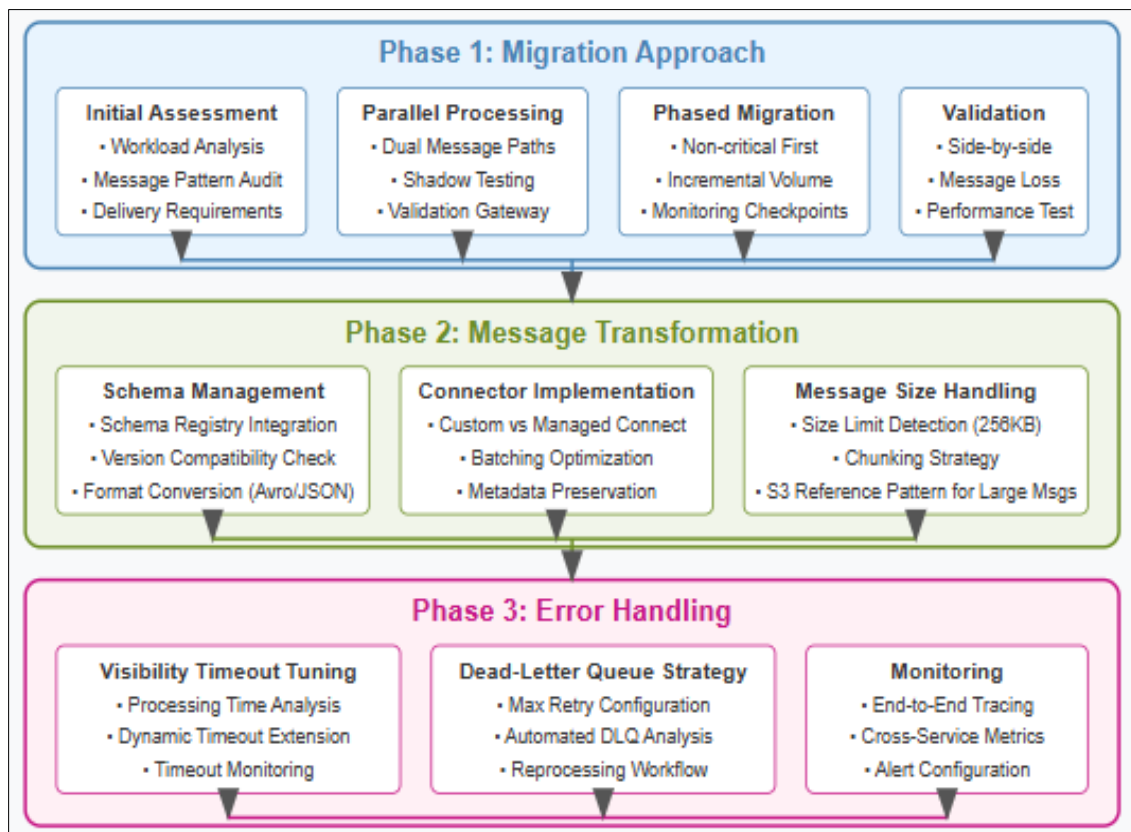 Phase 1: Migration Approach
Initial Assessment
• Workload Analysis
• Message Pattern Audit
• Delivery Requirements
Parallel Processing
• Dual Message Paths
• Shadow Testing
• Validation Gateway
Phased Migration
• Non-critical First
• Incremental Volume
• Monitoring Checkpoints
Validation
• Side-by-side
• Message Loss
• Performance Test
Phase 2: Message Transformation
Schema Management
• Schema Registry Integration
• Version Compatibility Check
• Format Conversion (Avro/JSON)
Connector Implementation
• Custom vs Managed Connect
• Batching Optimization
• Metadata Preservation
Message Size Handling
• Size Limit Detection (256KB)
• Chunking Strategy
• S3 Reference Pattern for Large Msgs
Phase 3: Error Handling
Visibility Timeout Tuning
• Processing Time Analysis
• Dynamic Timeout Extension
• Timeout Monitoring
Dead-Letter Queue Strategy
• Max Retry Configuration
• Automated DLQ Analysis
• Reprocessing Workflow
Monitoring
• End-to-End Tracing
• Cross-Service Metrics
• Alert Configuration